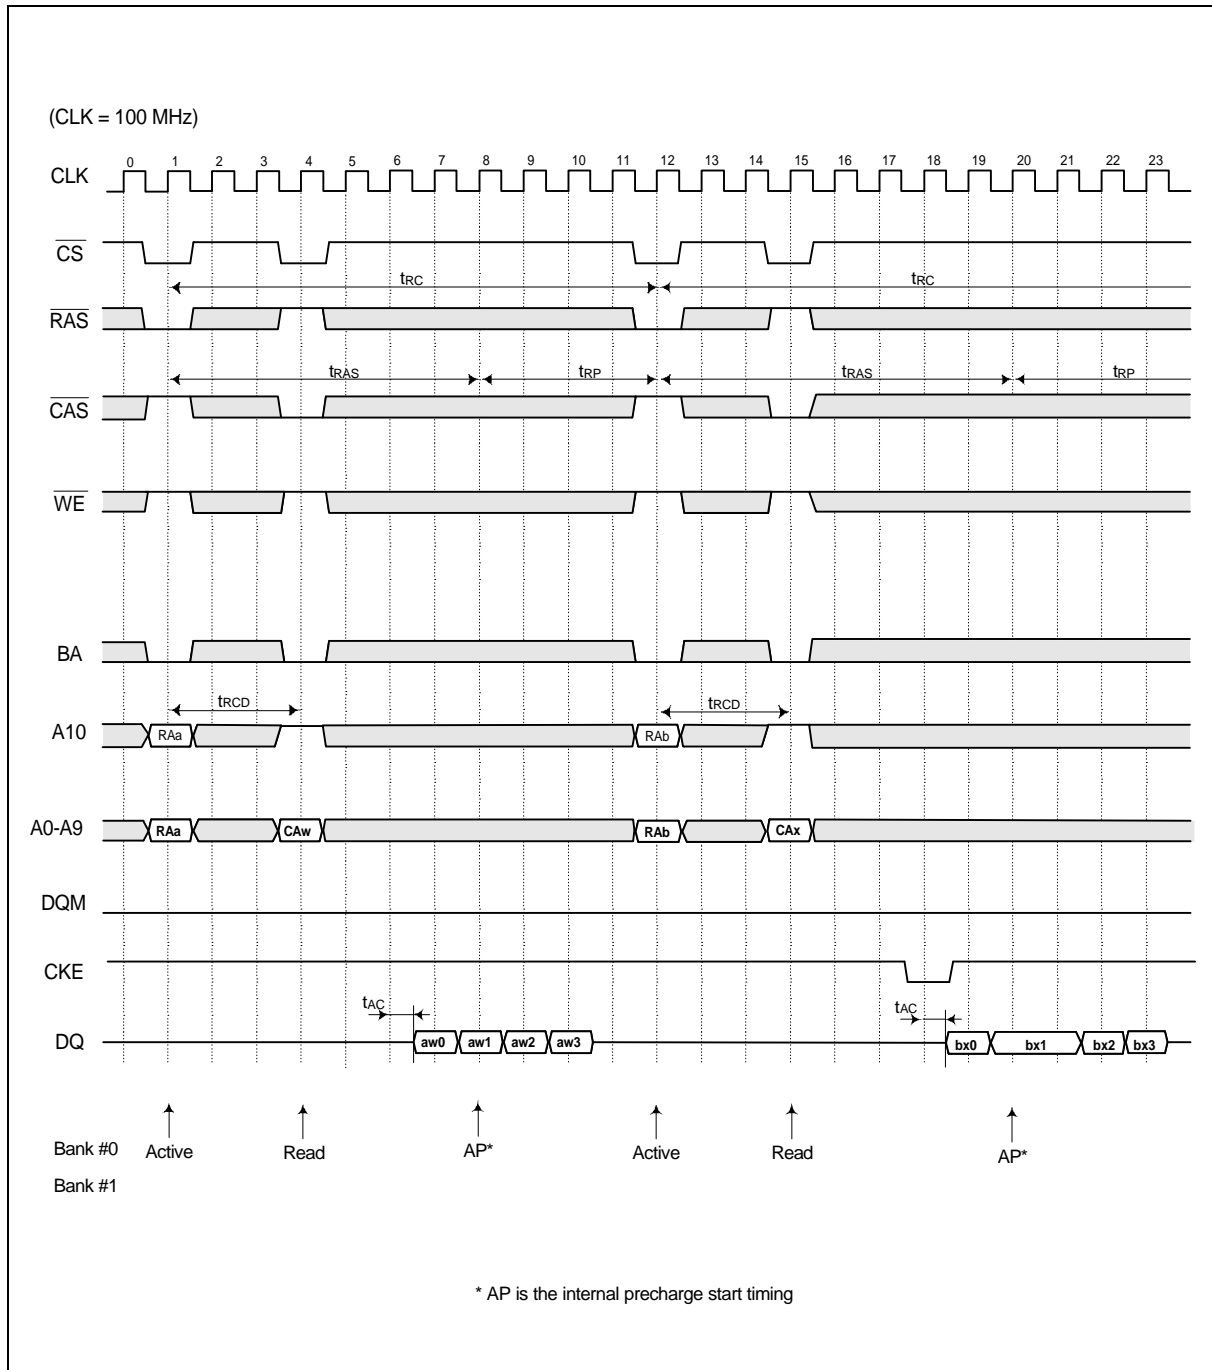 (CLK = 100 MHz)
0 1 2 3 4 5 6 7 8 9 10 11 12 13 14 15 16 17 18 19 20 21 22 23
CLK
CS
tRC tRC
RAS
tRAS tRP tRAS tRP
CAS
WE
BA
tRCD tRCD
A10 RAa RAb
A0-A9 RAa CAw RAb CAx
DQM
CKE
tAC tAC
DQ aw0 aw1 aw2 aw3 bx0 bx1 bx2 bx3
Bank #0 Active Read AP* Active Read AP*
Bank #1
* AP is the internal precharge start timing